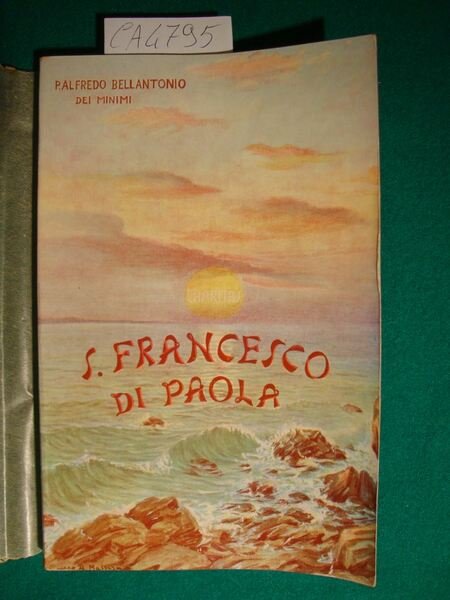 CA4795
P. ALFREDO BELLANTONIO
DEI MINIMI
CHARITAS
S. FRANCESCO
DI PAOLA